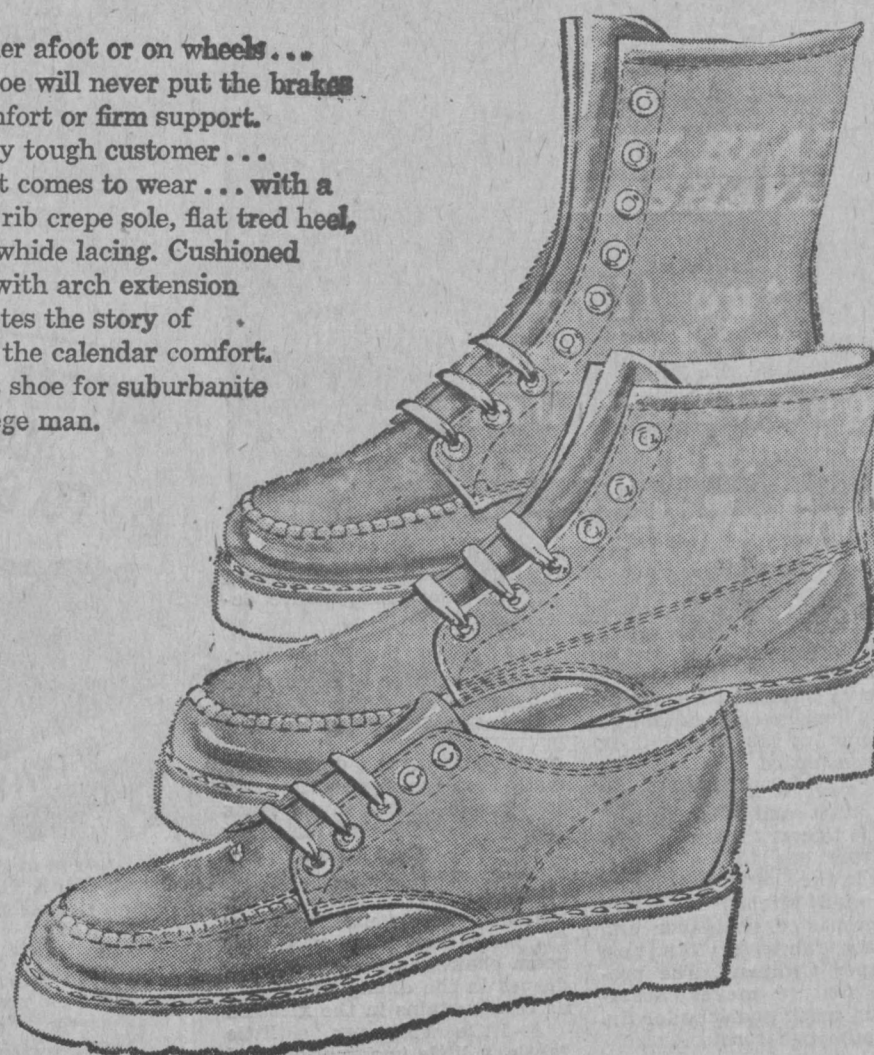 er afoot or on wheels...
oe will never put the brakes
nfort or firm support.
y tough customer...
t comes to wear... with a
rib crepe sole, flat tred heel,
whide lacing. Cushioned
with arch extension
tes the story of
the calendar comfort.
shoe for suburbanite
ege man.